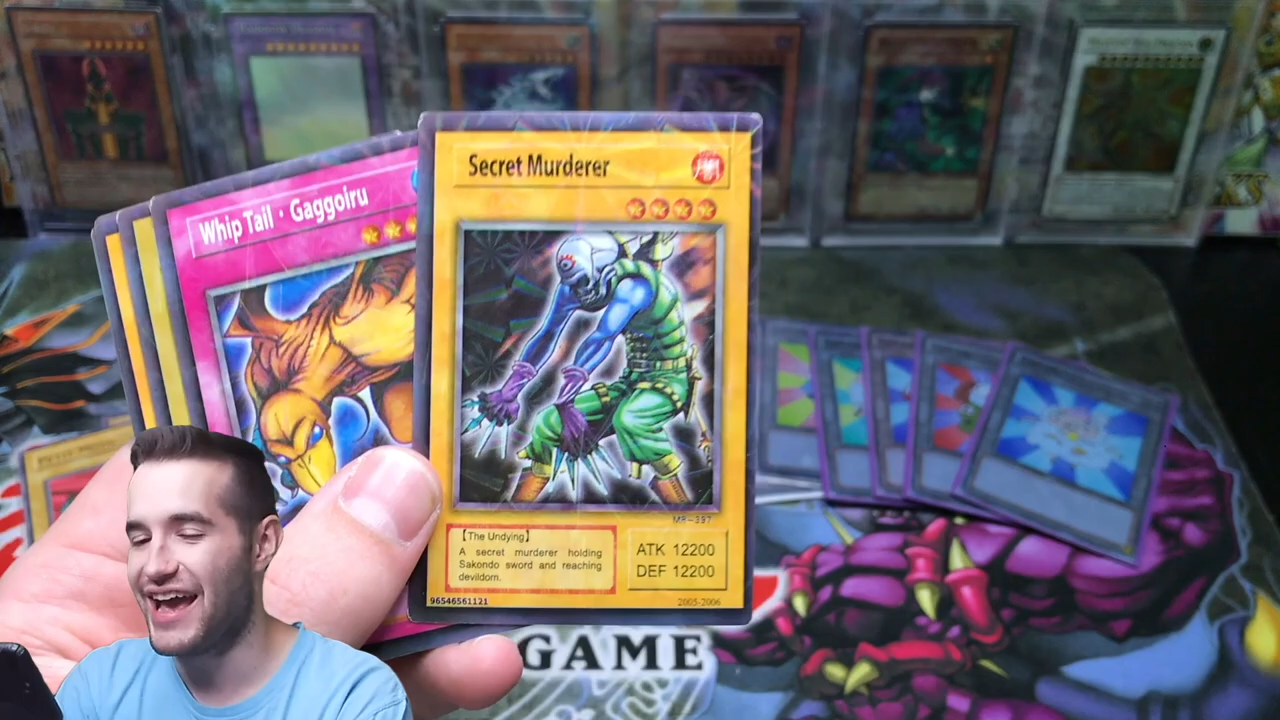 Whip Tail · Gaggoiru
Secret Murderer
MR-397
【The Undying】
A secret murderer holding
Sakondo sword and reaching
devildom.
ATK 12200
DEF 12200
96546561121
2005-2006
GAME